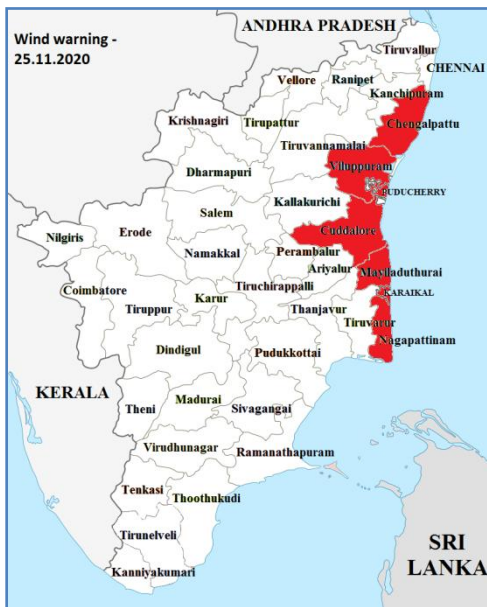 ANDHRA PRADESH
Wind warning -
25.11.2020
Tiruvallur
CHENNAI
Vellore
Ranipet
Kanchipuram
Krishnagiri
Tirupattur
Chengalpattu
Tiruvannamalai
Viluppuram
Dharmapuri
PUDUCHERRY
Kallakurichi
Salem
Cuddalore
Nilgiris
Erode
Namakkal
Perambalur
Ariyalur
Mayiladuthurai
Coimbatore
Tiruchirappalli
KARAIKAL
Tiruppur
Karur
Thanjavur
Tiruvarur
Nagapattinam
Dindigul
Pudukkottai
KERALA
Theni
Madurai
Sivagangai
Virudhunagar
Ramanathapuram
Tenkasi
Thoothukudi
Tirunelveli
SRI
LANKA
Kanniyakumari